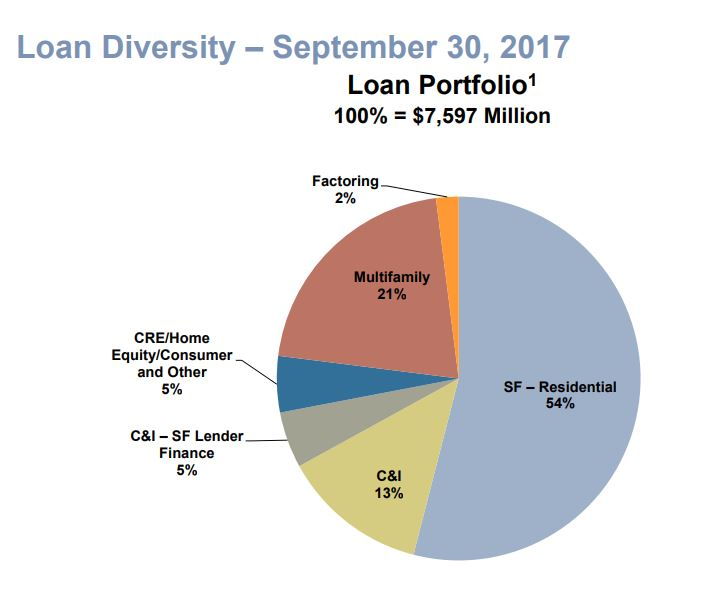 Loan Diversity – September 30, 2017
Loan Portfolio¹
100% = $7,597 Million
Factoring
2%
Multifamily
21%
CRE/Home
Equity/Consumer
and Other
5%
SF – Residential
54%
C&I – SF Lender
Finance
5%
C&I
13%